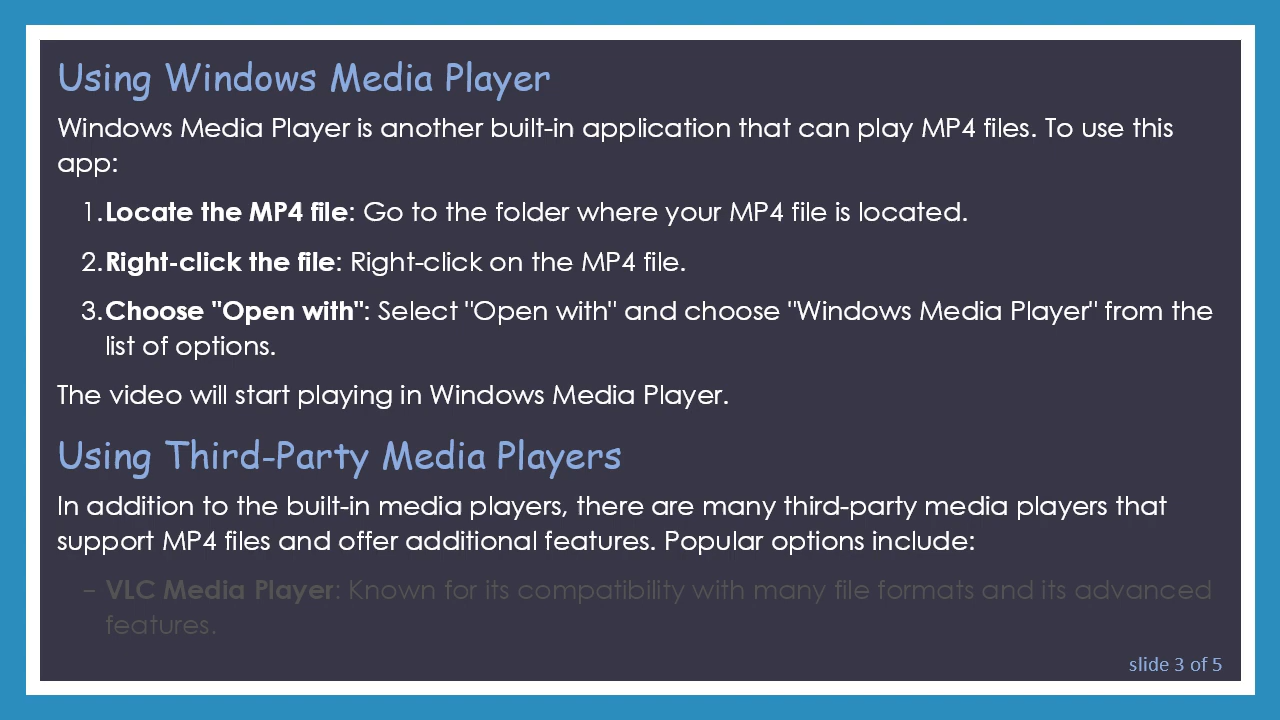 Using Windows Media Player
Windows Media Player is another built-in application that can play MP4 files. To use this
app:
1. Locate the MP4 file: Go to the folder where your MP4 file is located.
2. Right-click the file: Right-click on the MP4 file.
3. Choose "Open with": Select "Open with" and choose "Windows Media Player" from the
list of options.
The video will start playing in Windows Media Player.
Using Third-Party Media Players
In addition to the built-in media players, there are many third-party media players that
support MP4 files and offer additional features. Popular options include:
– VLC Media Player: Known for its compatibility with many file formats and its advanced
features.
slide 3 of 5